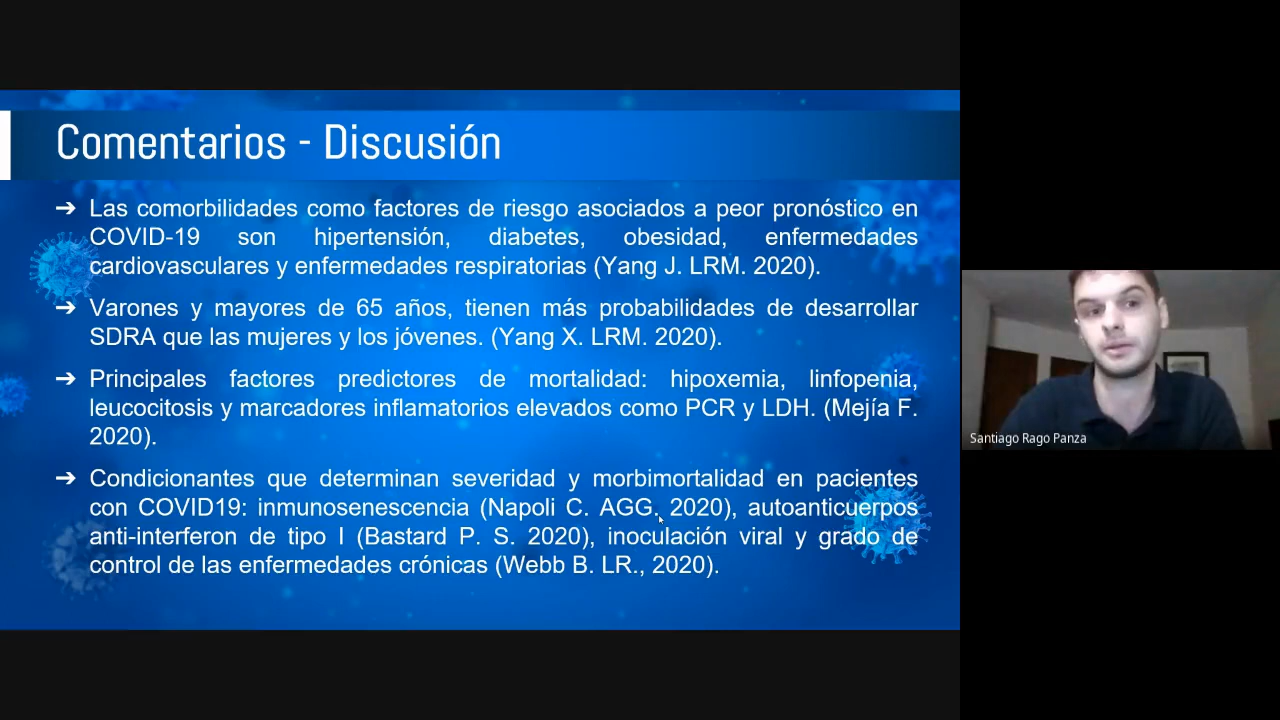 Comentarios - Discusión
➔ Las comorbilidades como factores de riesgo asociados a peor pronóstico en
COVID-19 son hipertensión, diabetes, obesidad, enfermedades
cardiovasculares y enfermedades respiratorias (Yang J. LRM. 2020).
➔ Varones y mayores de 65 años, tienen más probabilidades de desarrollar
SDRA que las mujeres y los jóvenes. (Yang X. LRM. 2020).
➔ Principales factores predictores de mortalidad: hipoxemia, linfopenia,
leucocitosis y marcadores inflamatorios elevados como PCR y LDH. (Mejía F.
2020).
➔ Condicionantes que determinan severidad y morbimortalidad en pacientes
con COVID19: inmunosenescencia (Napoli C. AGG. 2020), autoanticuerpos
anti-interferon de tipo I (Bastard P. S. 2020), inoculación viral y grado de
control de las enfermedades crónicas (Webb B. LR., 2020).
Santiago Rago Panza